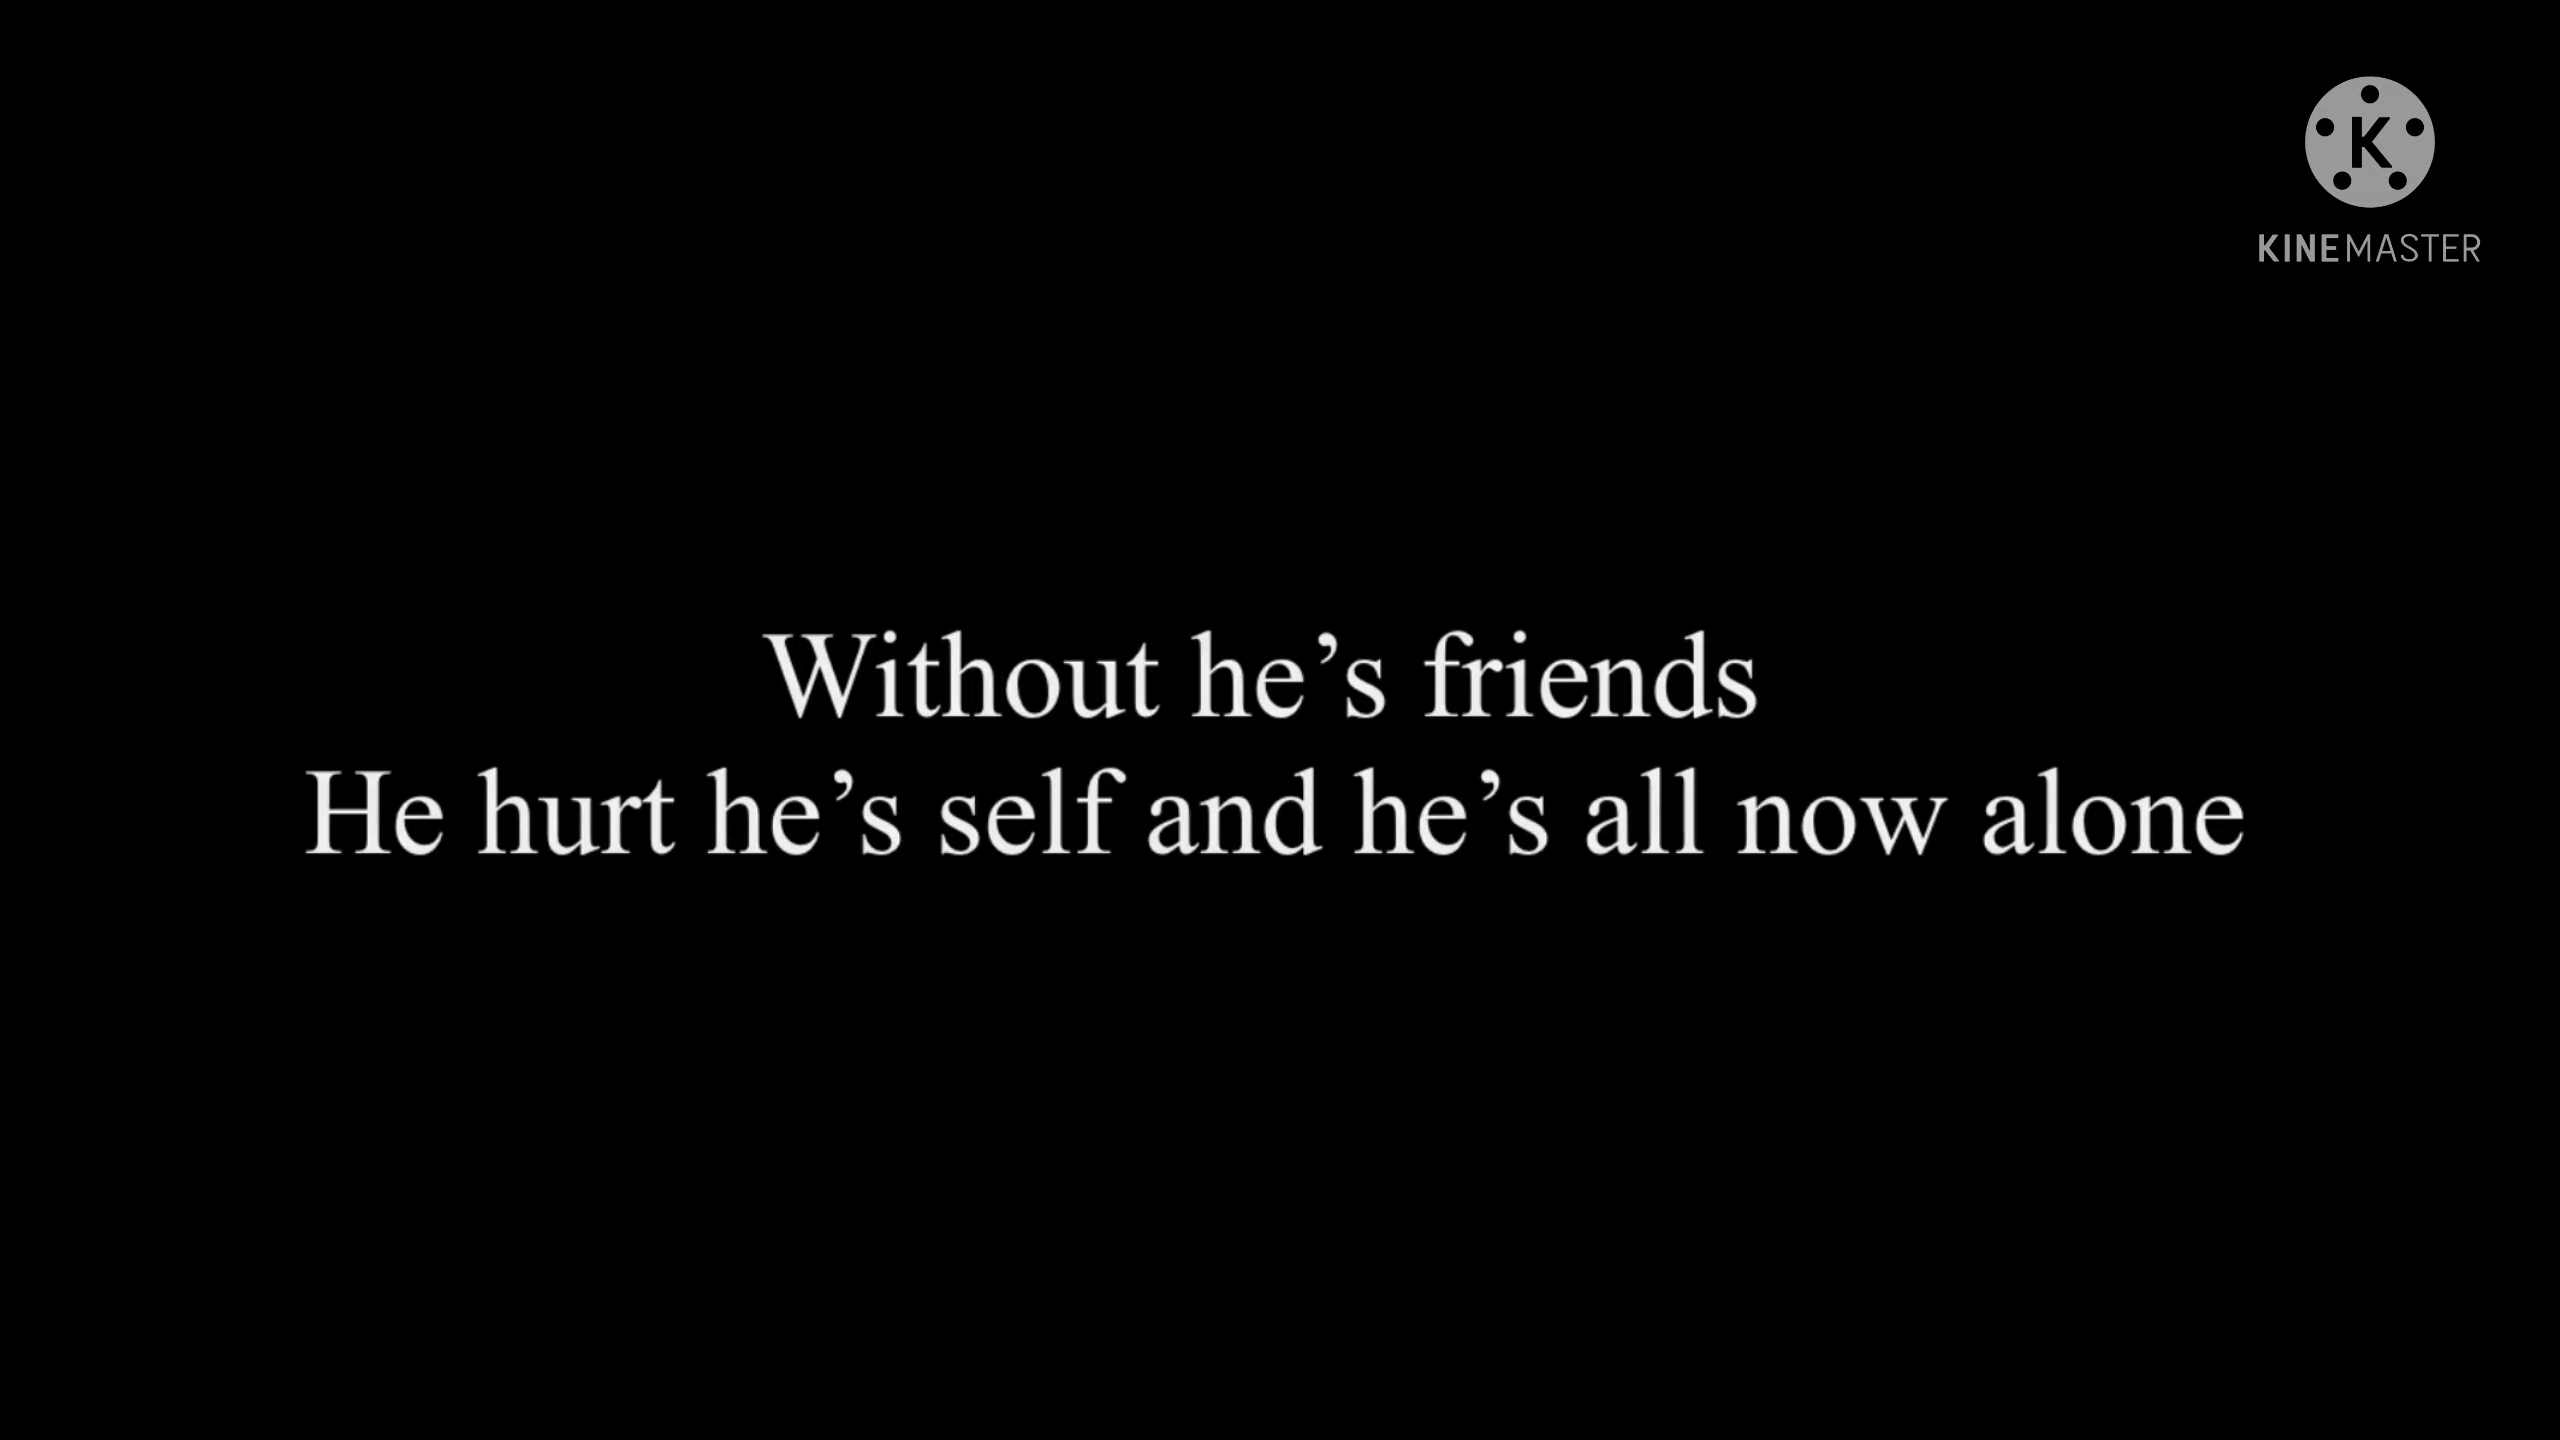 K
KINEMASTER
Without he’s friends
He hurt he’s self and he’s all now alone